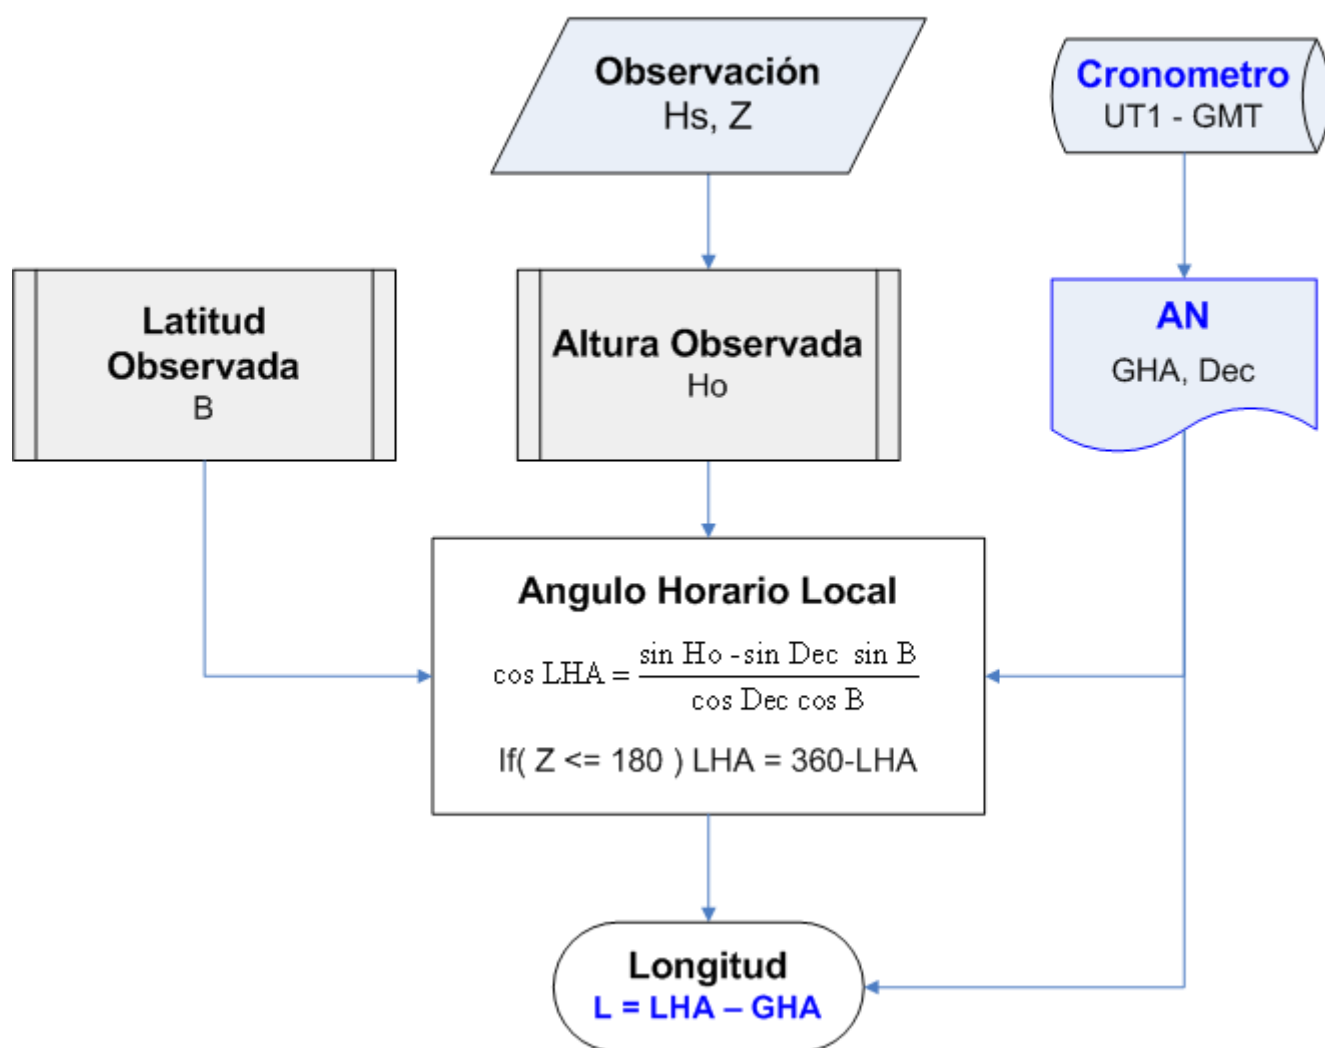 Observación
Hs, Z
Cronometro
UT1 - GMT
Latitud
Observada
B
Altura Observada
Ho
AN
GHA, Dec
Angulo Horario Local
cos LHA = sin Ho - sin Dec sin B / cos Dec cos B
If( Z <= 180 ) LHA = 360-LHA
Longitud
L = LHA – GHA